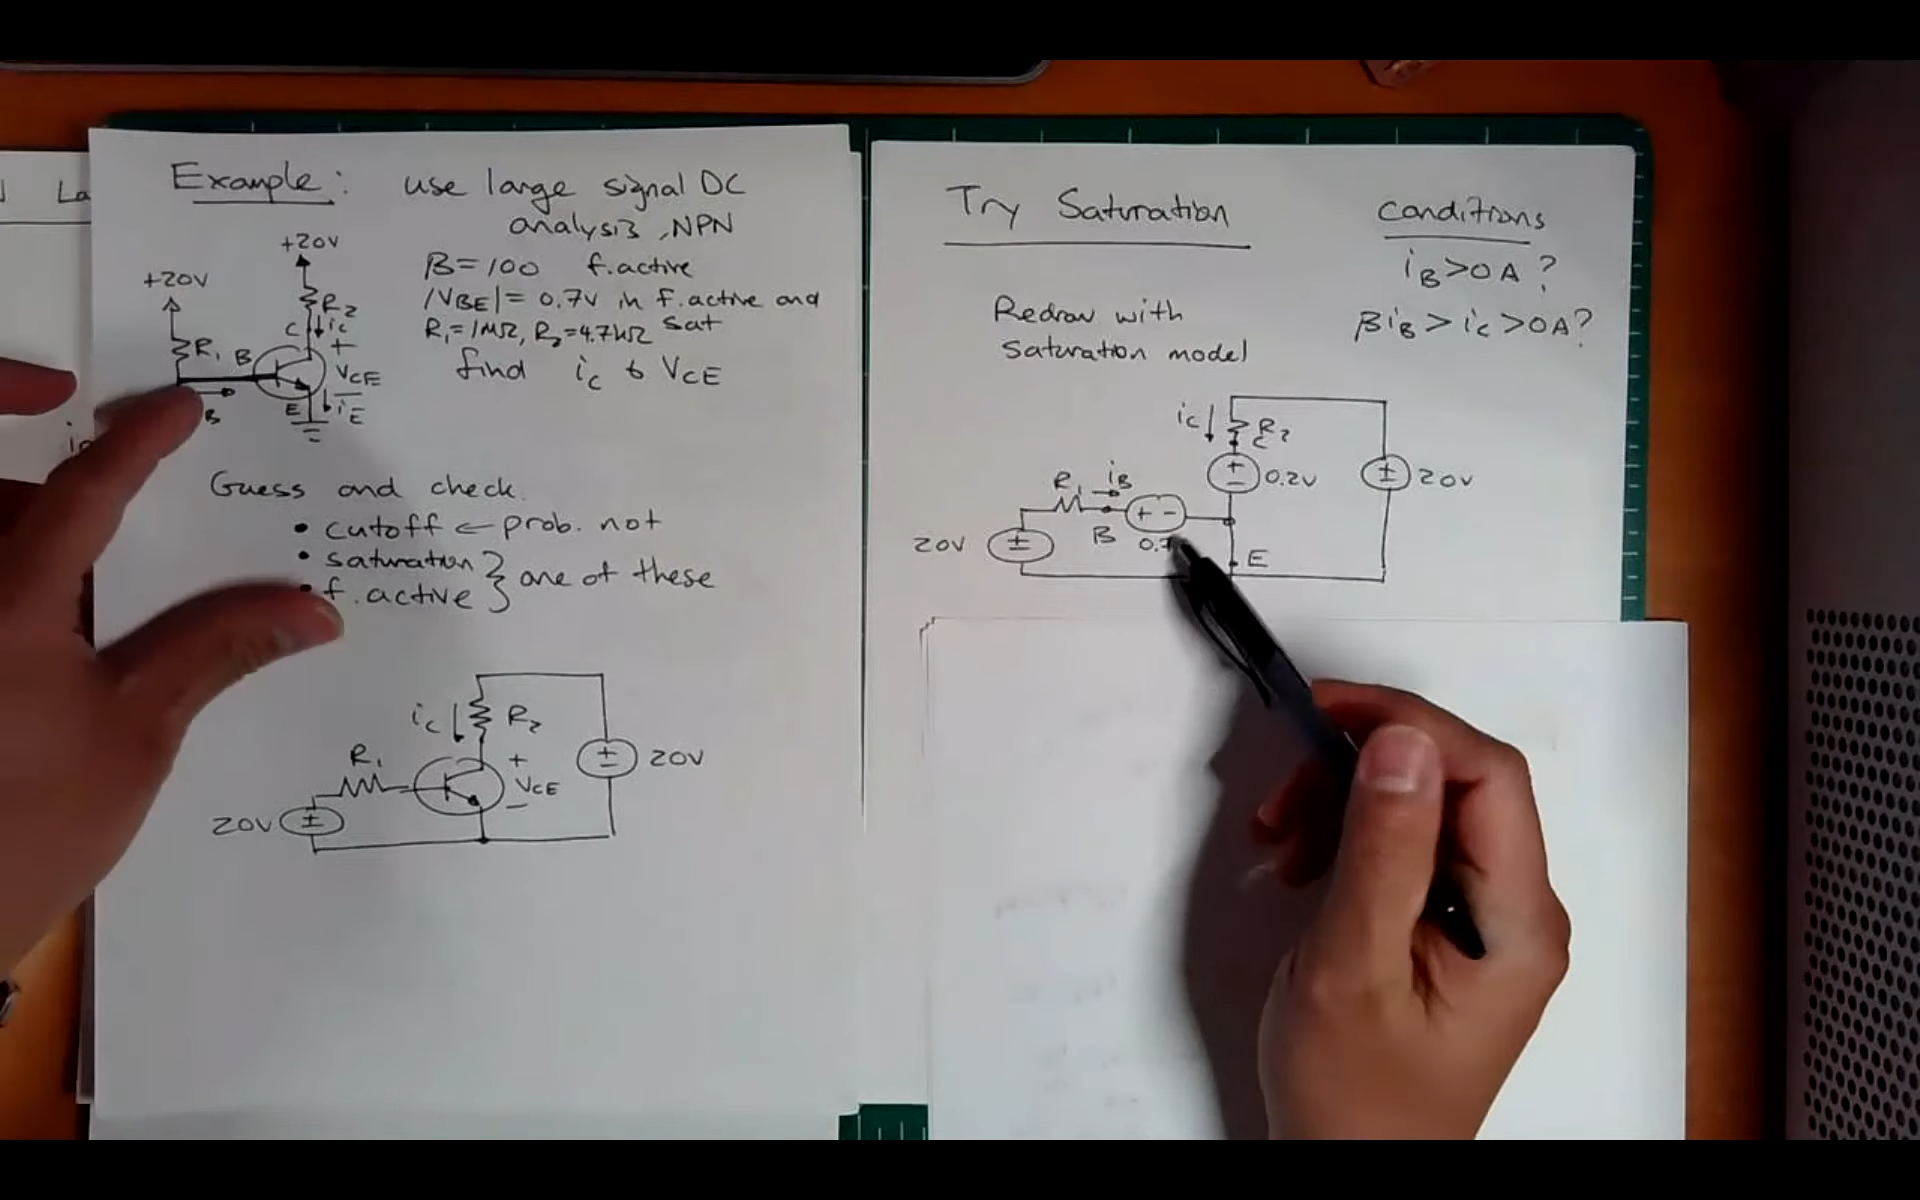 La
Example: use large signal DC
analysis, NPN
+20V
+20V
R2
C ic
+
R1 B
VCE
E iE
B
β=100 f.active
|VBE|= 0.7V in f.active and
R1=1MΩ, R2=4.7kΩ sat
find ic & VCE
Guess and check.
• cutoff ← prob. not
• saturation } one of these
• f.active
ic R2
R1
+
VCE
−
20V
20V
Try Saturation
Conditions
iB>0A?
βiB>ic>0A?
Redraw with
Saturation model
ic R2
C
+ − 0.2V
± 20V
R1 iB
+ −
B
20V ±
E